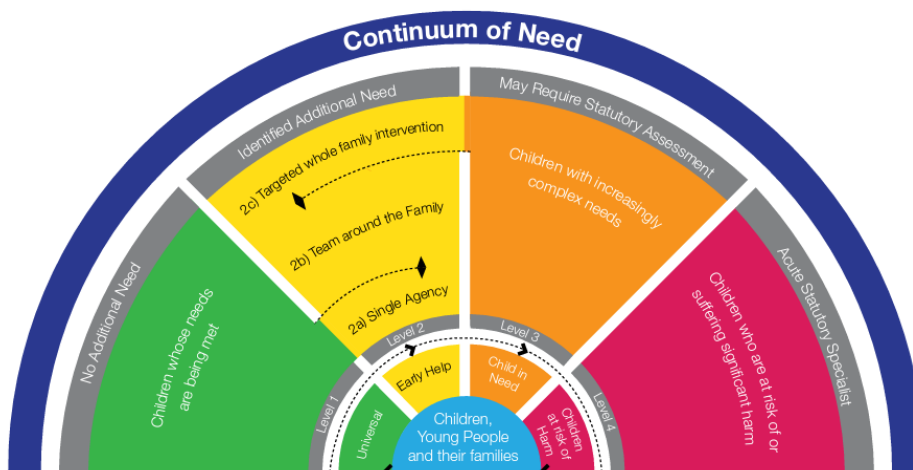 Continuum of Need
No Additional Need
Identified Additional Need
May Require Statutory Assessment
Acute Statutory Specialist
Children whose needs
are being met
2c) Targeted whole family intervention
2b) Team around the Family
2a) Single Agency
Children with increasingly
complex needs
Children who are at risk of or
suffering significant harm
Level 1
Level 2
Level 3
Level 4
Universal
Early Help
Child in
Need
Children
at risk of
Harm
Children,
Young People
and their families